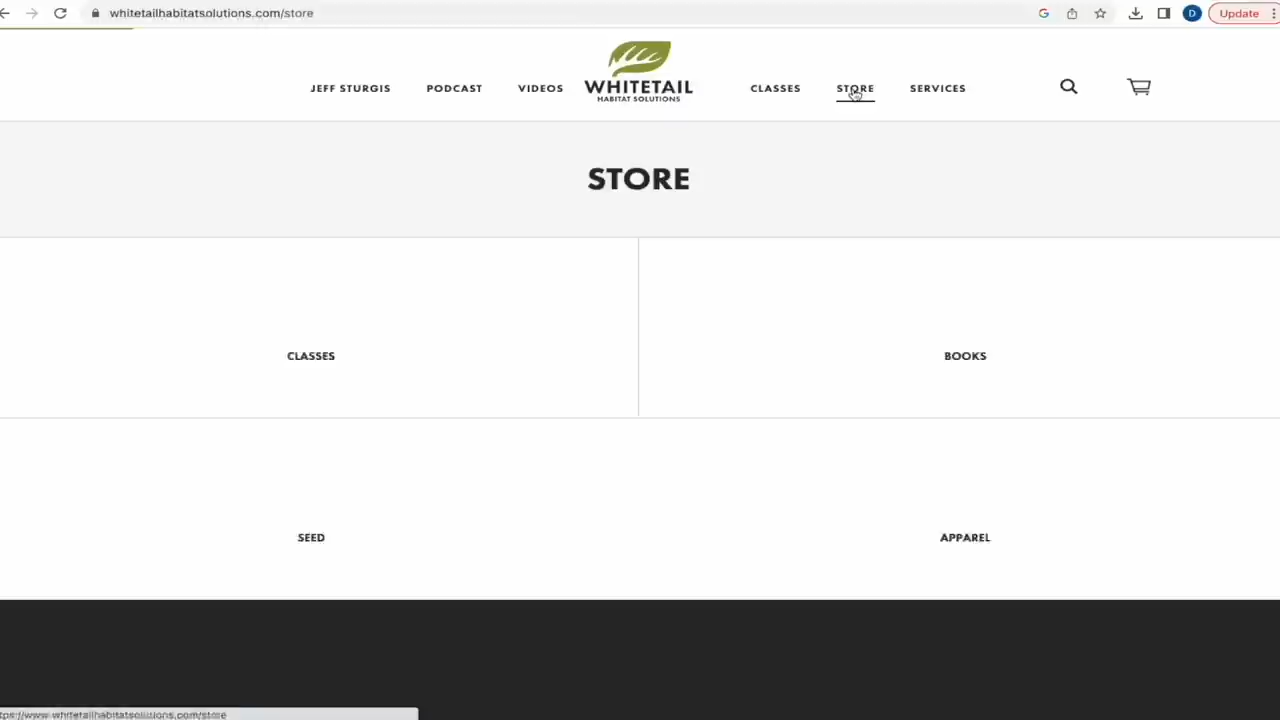 whitetailhabitatsolutions.com/store
Update
JEFF STURGIS PODCAST VIDEOS WHITETAIL HABITAT SOLUTIONS CLASSES STORE SERVICES
STORE
CLASSES BOOKS
SEED APPAREL
tps://www.whitetailhabitatsolutions.com/store